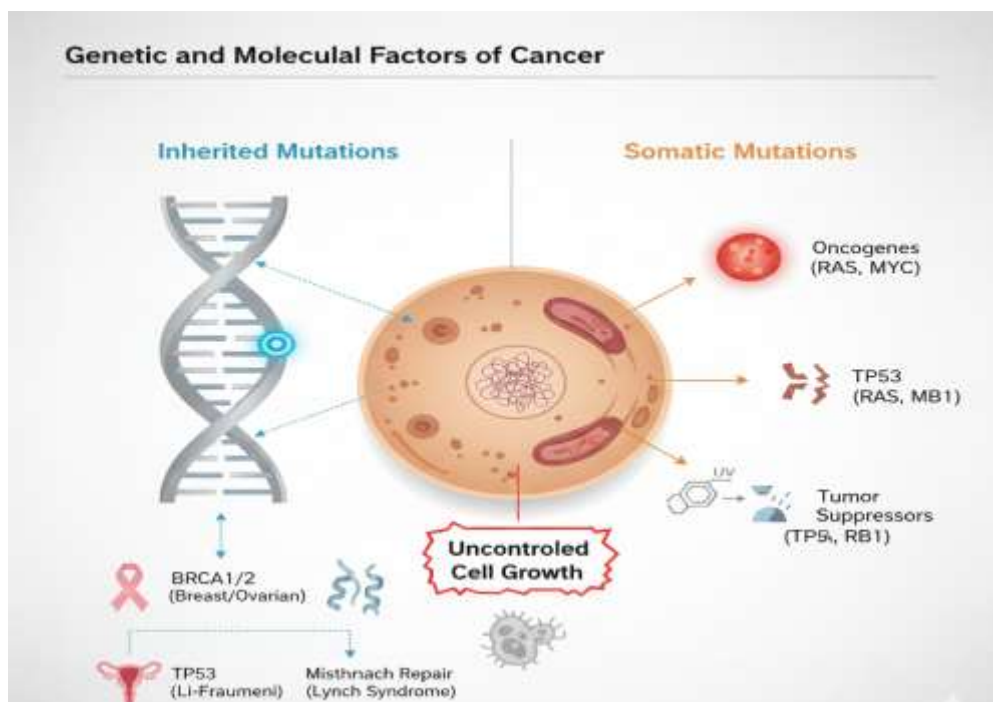 Genetic and Moleculal Factors of Cancer
Inherited Mutations
Somatic Mutations
Oncogenes
(RAS, MYC)
TP53
(RAS, MB1)
UV
Tumor
Suppressors
RB1)
Uncontroled
Cell Growth
BRCA1/2
(Breast/Ovarian)
TP53
(Li-Fraumeni)
Misthnach Repair
(Lynch Syndrome)